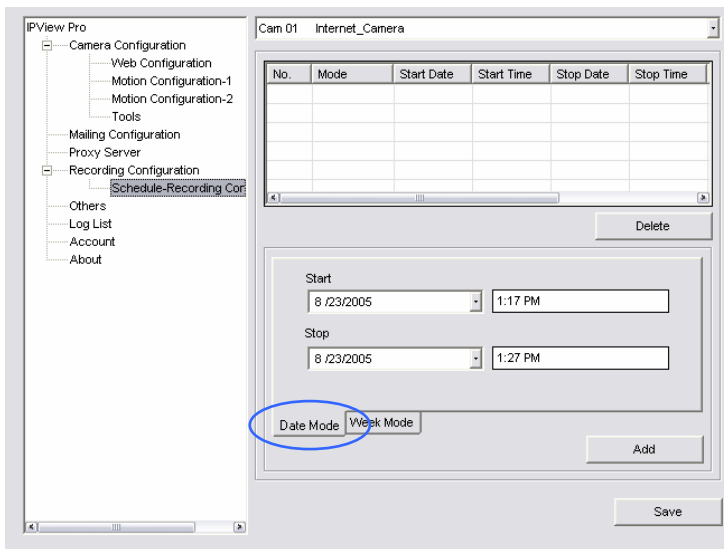 IPView Pro
Camera Configuration
Web Configuration
Motion Configuration-1
Motion Configuration-2
Tools
Mailing Configuration
Proxy Server
Recording Configuration
Schedule-Recording Con
Others
Log List
Account
About
Cam 01 Internet_Camera
No. Mode Start Date Start Time Stop Date Stop Time
Delete
Start
8 /23/2005 1:17 PM
Stop
8 /23/2005 1:27 PM
Date Mode Week Mode
Add
Save